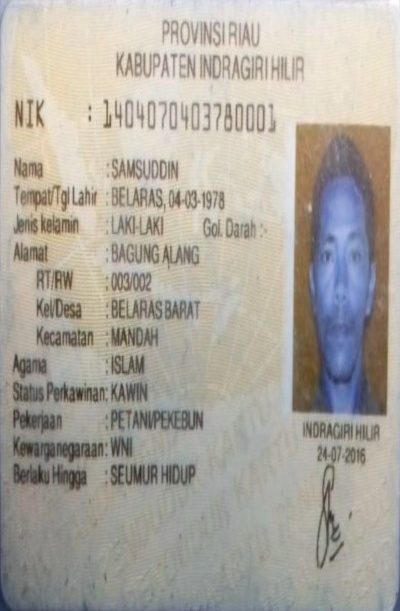 PROVINSI RIAU
KABUPATEN INDRAGIRI HILIR
NIK : 1404070403780001
Nama : SAMSUDDIN
Tempat/Tgl Lahir : BELARAS, 04-03-1978
Jenis kelamin : LAKI-LAKI Gol. Darah :-
Alamat : BAGUNG ALANG
RT/RW : 003/002
Kel/Desa : BELARAS BARAT
Kecamatan : MANDAH
Agama : ISLAM
Status Perkawinan: KAWIN
Pekerjaan : PETANI/PEKEBUN
Kewarganegaraan: WNI
Berlaku Hingga : SEUMUR HIDUP
INDRAGIRI HILIR
24-07-2016